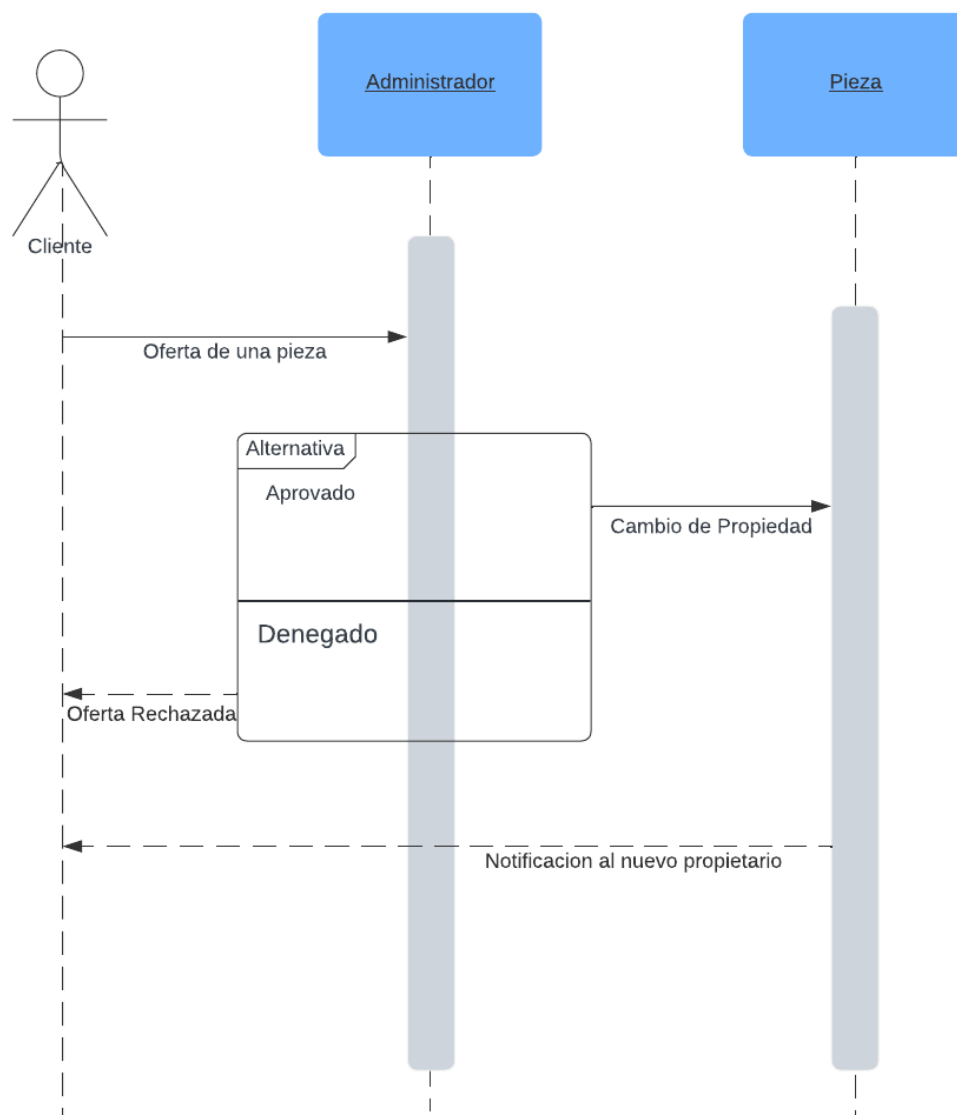 Administrador
Pieza
Cliente
Oferta de una pieza
Alternativa
Aprovado
Cambio de Propiedad
Denegado
Oferta Rechazada
Notificacion al nuevo propietario